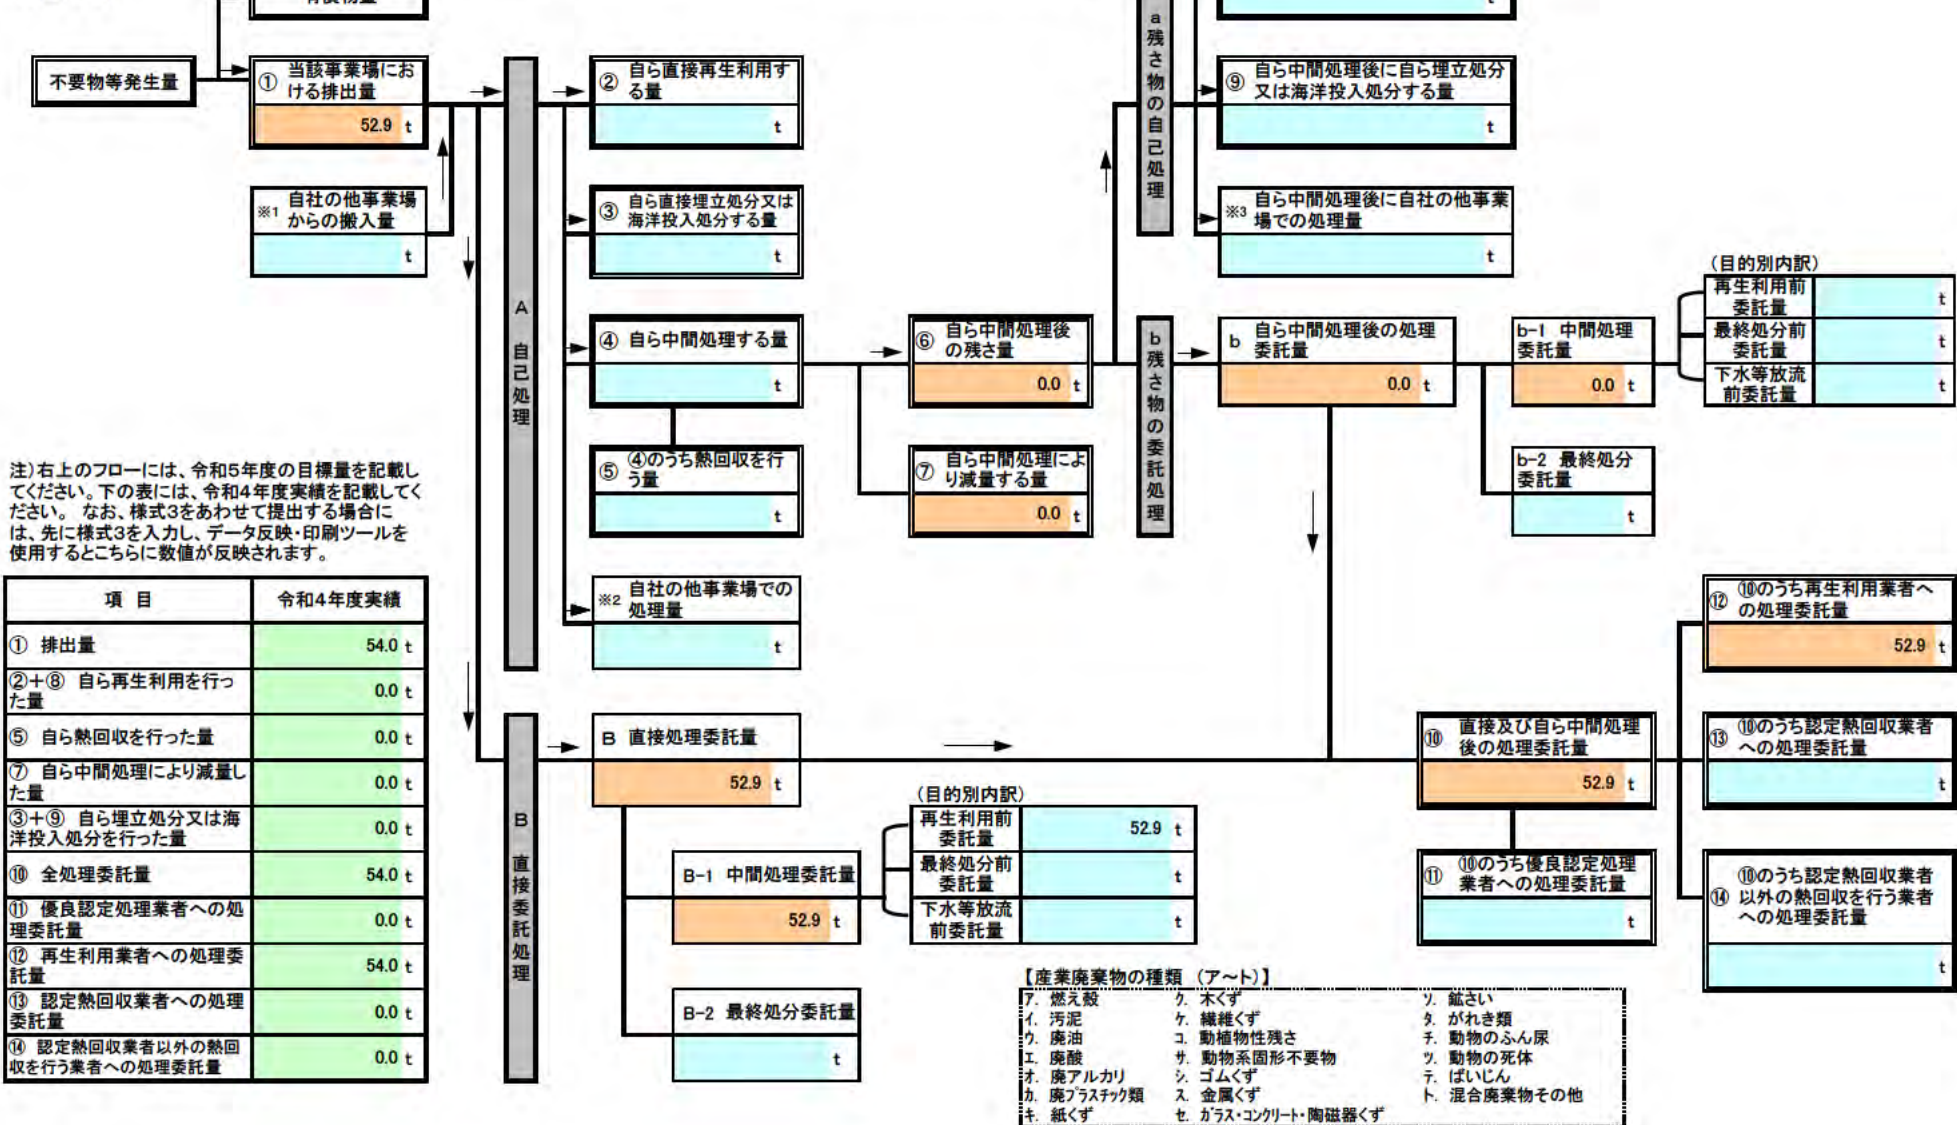 有償物量
t
不要物等発生量
① 当該事業場にお
ける排出量
52.9 t
※1 自社の他事業場
からの搬入量
t
A 自己処理
② 自ら直接再生利用す
る量
t
③ 自ら直接埋立処分又は
海洋投入処分する量
t
④ 自ら中間処理する量
t
⑤ ④のうち熱回収を行
う量
t
※2 自社の他事業場での
処理量
t
⑥ 自ら中間処理後
の残さ量
0.0 t
⑦ 自ら中間処理によ
り減量する量
0.0 t
a 残さ物の自己処理
⑨ 自ら中間処理後に自ら埋立処分
又は海洋投入処分する量
t
※3 自ら中間処理後に自社の他事業
場での処理量
t
b 残さ物の委託処理
b 自ら中間処理後の処理
委託量
0.0 t
b-1 中間処理
委託量
0.0 t
b-2 最終処分
委託量
t
(目的別内訳)
再生利用前
委託量
t
最終処分前
委託量
t
下水等放流
前委託量
t
注)右上のフローには、令和5年度の目標量を記載し
てください。下の表には、令和4年度実績を記載してく
ださい。 なお、様式3をあわせて提出する場合に
は、先に様式3を入力し、データ反映・印刷ツールを
使用するとこちらに数値が反映されます。
項 目 令和4年度実績
① 排出量 54.0 t
②+⑧ 自ら再生利用を行っ
た量 0.0 t
⑤ 自ら熱回収を行った量 0.0 t
⑦ 自ら中間処理により減量し
た量 0.0 t
③+⑨ 自ら埋立処分又は海
洋投入処分を行った量 0.0 t
⑩ 全処理委託量 54.0 t
⑪ 優良認定処理業者への処
理委託量 0.0 t
⑫ 再生利用業者への処理委
託量 54.0 t
⑬ 認定熱回収業者への処理
委託量 0.0 t
⑭ 認定熱回収業者以外の熱回
収を行う業者への処理委託量 0.0 t
B 直接委託処理
B 直接処理委託量
52.9 t
B-1 中間処理委託量
52.9 t
B-2 最終処分委託量
t
(目的別内訳)
再生利用前
委託量
52.9 t
最終処分前
委託量
t
下水等放流
前委託量
t
⑩ 直接及び自ら中間処理
後の処理委託量
52.9 t
⑪ ⑩のうち優良認定処理
業者への処理委託量
t
⑫ ⑩のうち再生利用業者へ
の処理委託量
52.9 t
⑬ ⑩のうち認定熱回収業者
への処理委託量
t
⑭ ⑩のうち認定熱回収業者
以外の熱回収を行う業者
への処理委託量
t
【産業廃棄物の種類 (ア~ト)】
ア. 燃え殻 ク. 木くず ソ. 鉱さい
イ. 汚泥 ケ. 繊維くず タ. がれき類
ウ. 廃油 コ. 動植物性残さ チ. 動物のふん尿
エ. 廃酸 サ. 動物系固形不要物 ツ. 動物の死体
オ. 廃アルカリ シ. ゴムくず テ. ばいじん
カ. 廃プラスチック類 ス. 金属くず ト. 混合廃棄物その他
キ. 紙くず セ. ガラス・コンクリート・陶磁器くず